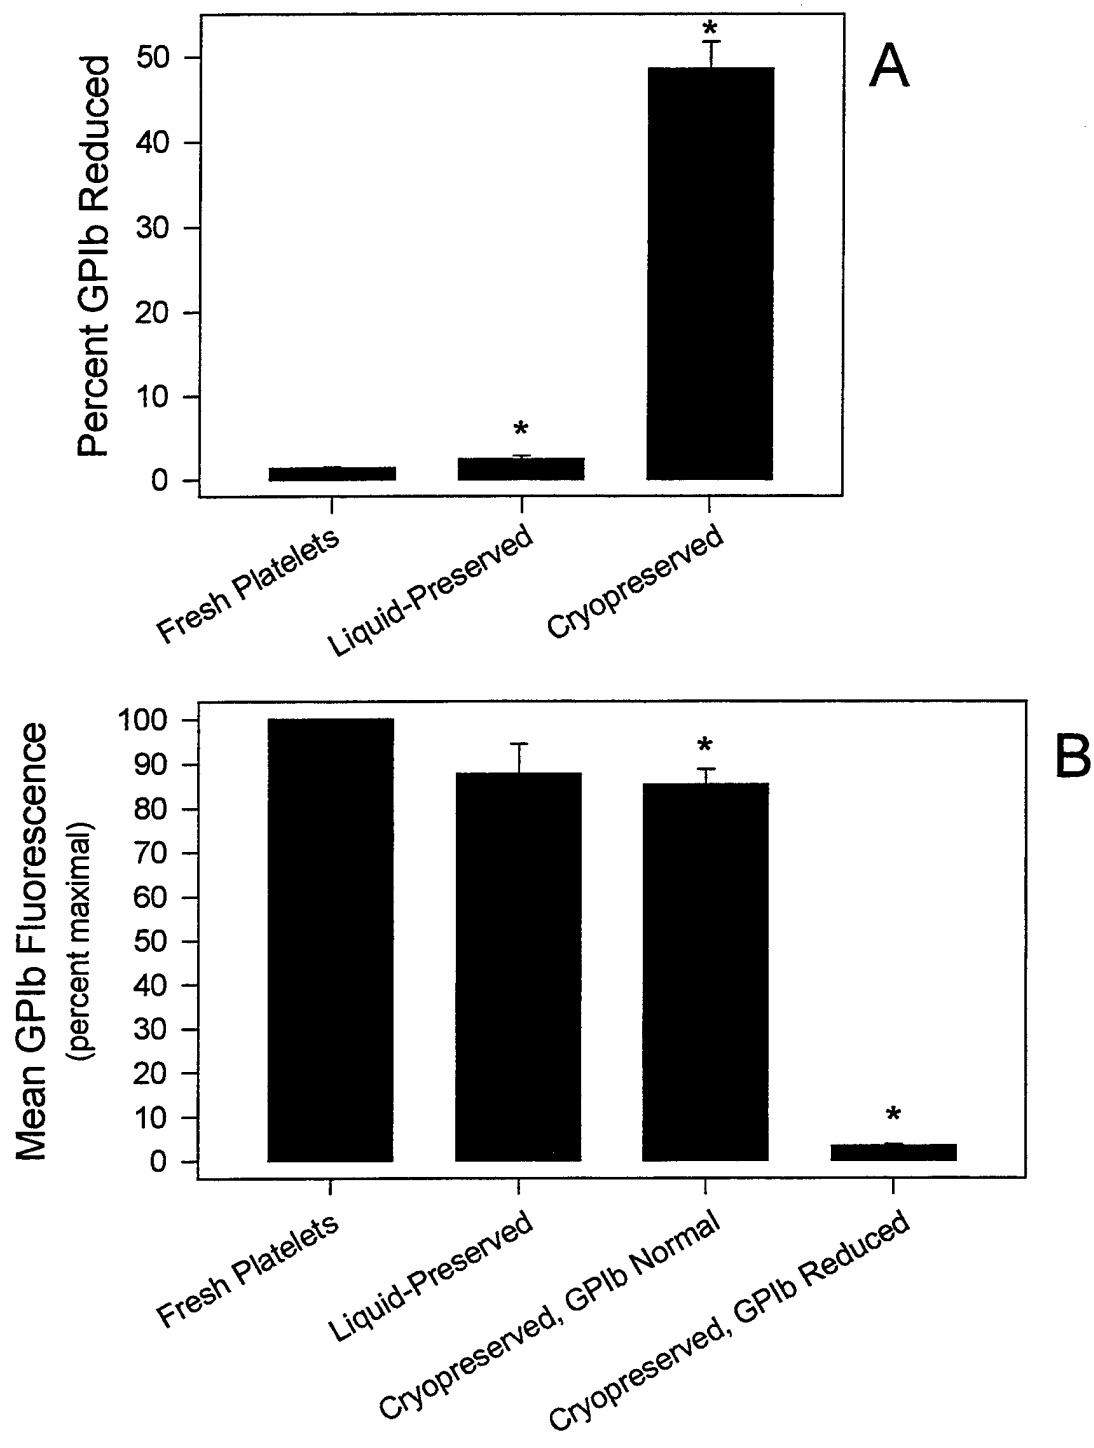 A
Percent GPIb Reduced
50
40
30
20
10
0
*
*
Fresh Platelets
Liquid-Preserved
Cryopreserved
B
Mean GPIb Fluorescence
(percent maximal)
100
90
80
70
60
50
40
30
20
10
0
*
*
Fresh Platelets
Liquid-Preserved
Cryopreserved, GPIb Normal
Cryopreserved, GPIb Reduced